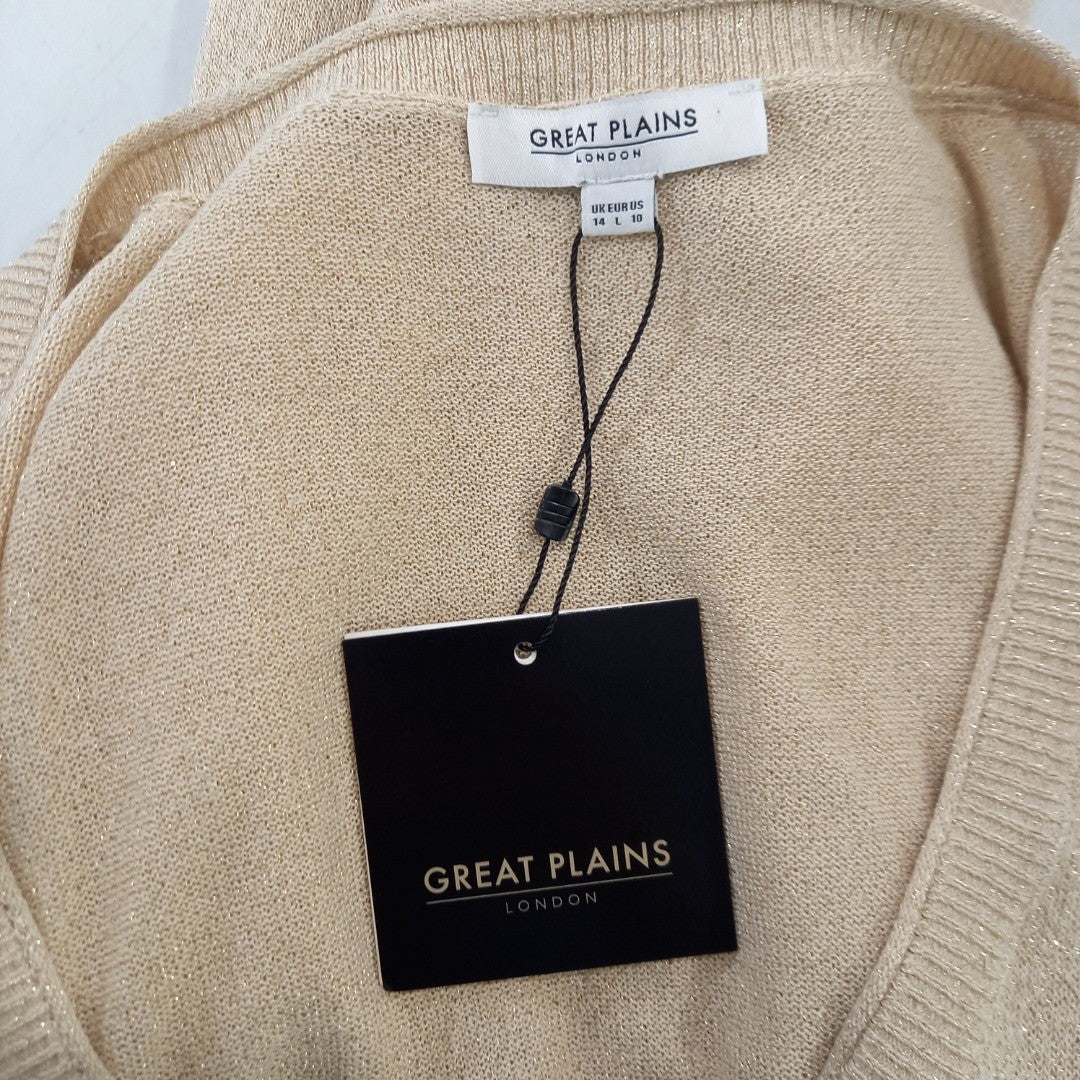 GREAT PLAINS
LONDON
UK EUR US
14 L 10
GREAT PLAINS
LONDON